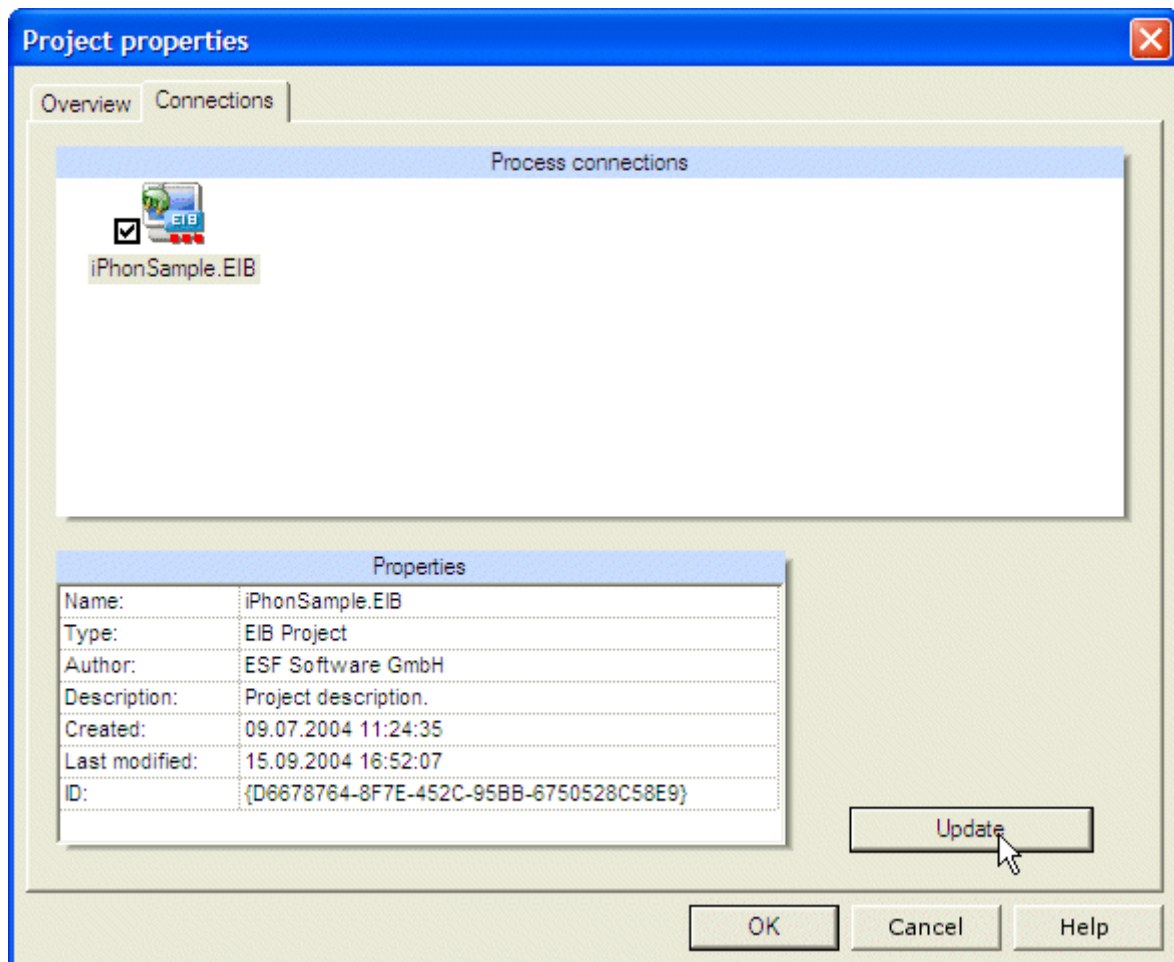 Project properties
Overview Connections
Process connections
EIB
iPhonSample.EIB
Properties
Name: iPhonSample.EIB
Type: EIB Project
Author: ESF Software GmbH
Description: Project description.
Created: 09.07.2004 11:24:35
Last modified: 15.09.2004 16:52:07
ID: {D6678764-8F7E-452C-95BB-6750528C58E9}
Update
OK Cancel Help